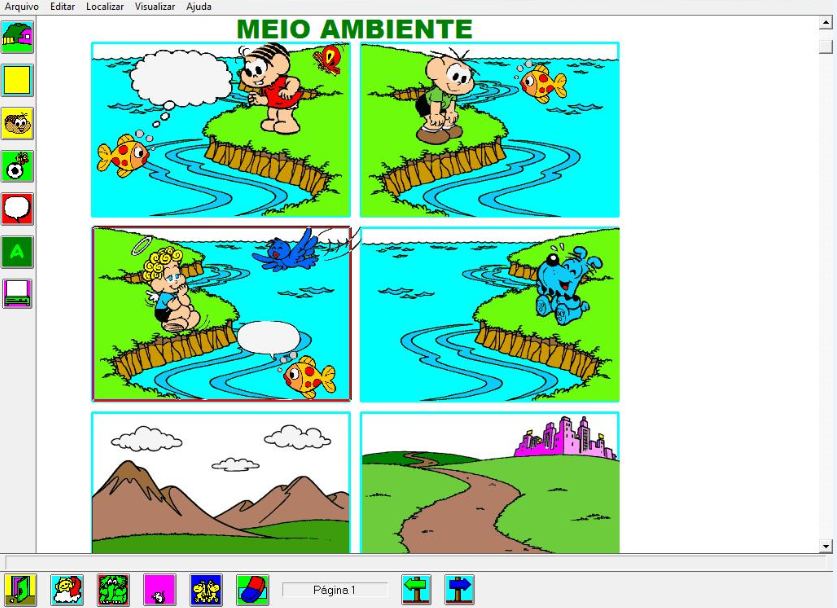 Arquivo Editar Localizar Visualizar Ajuda
MEIO AMBIENTE
A
Página 1